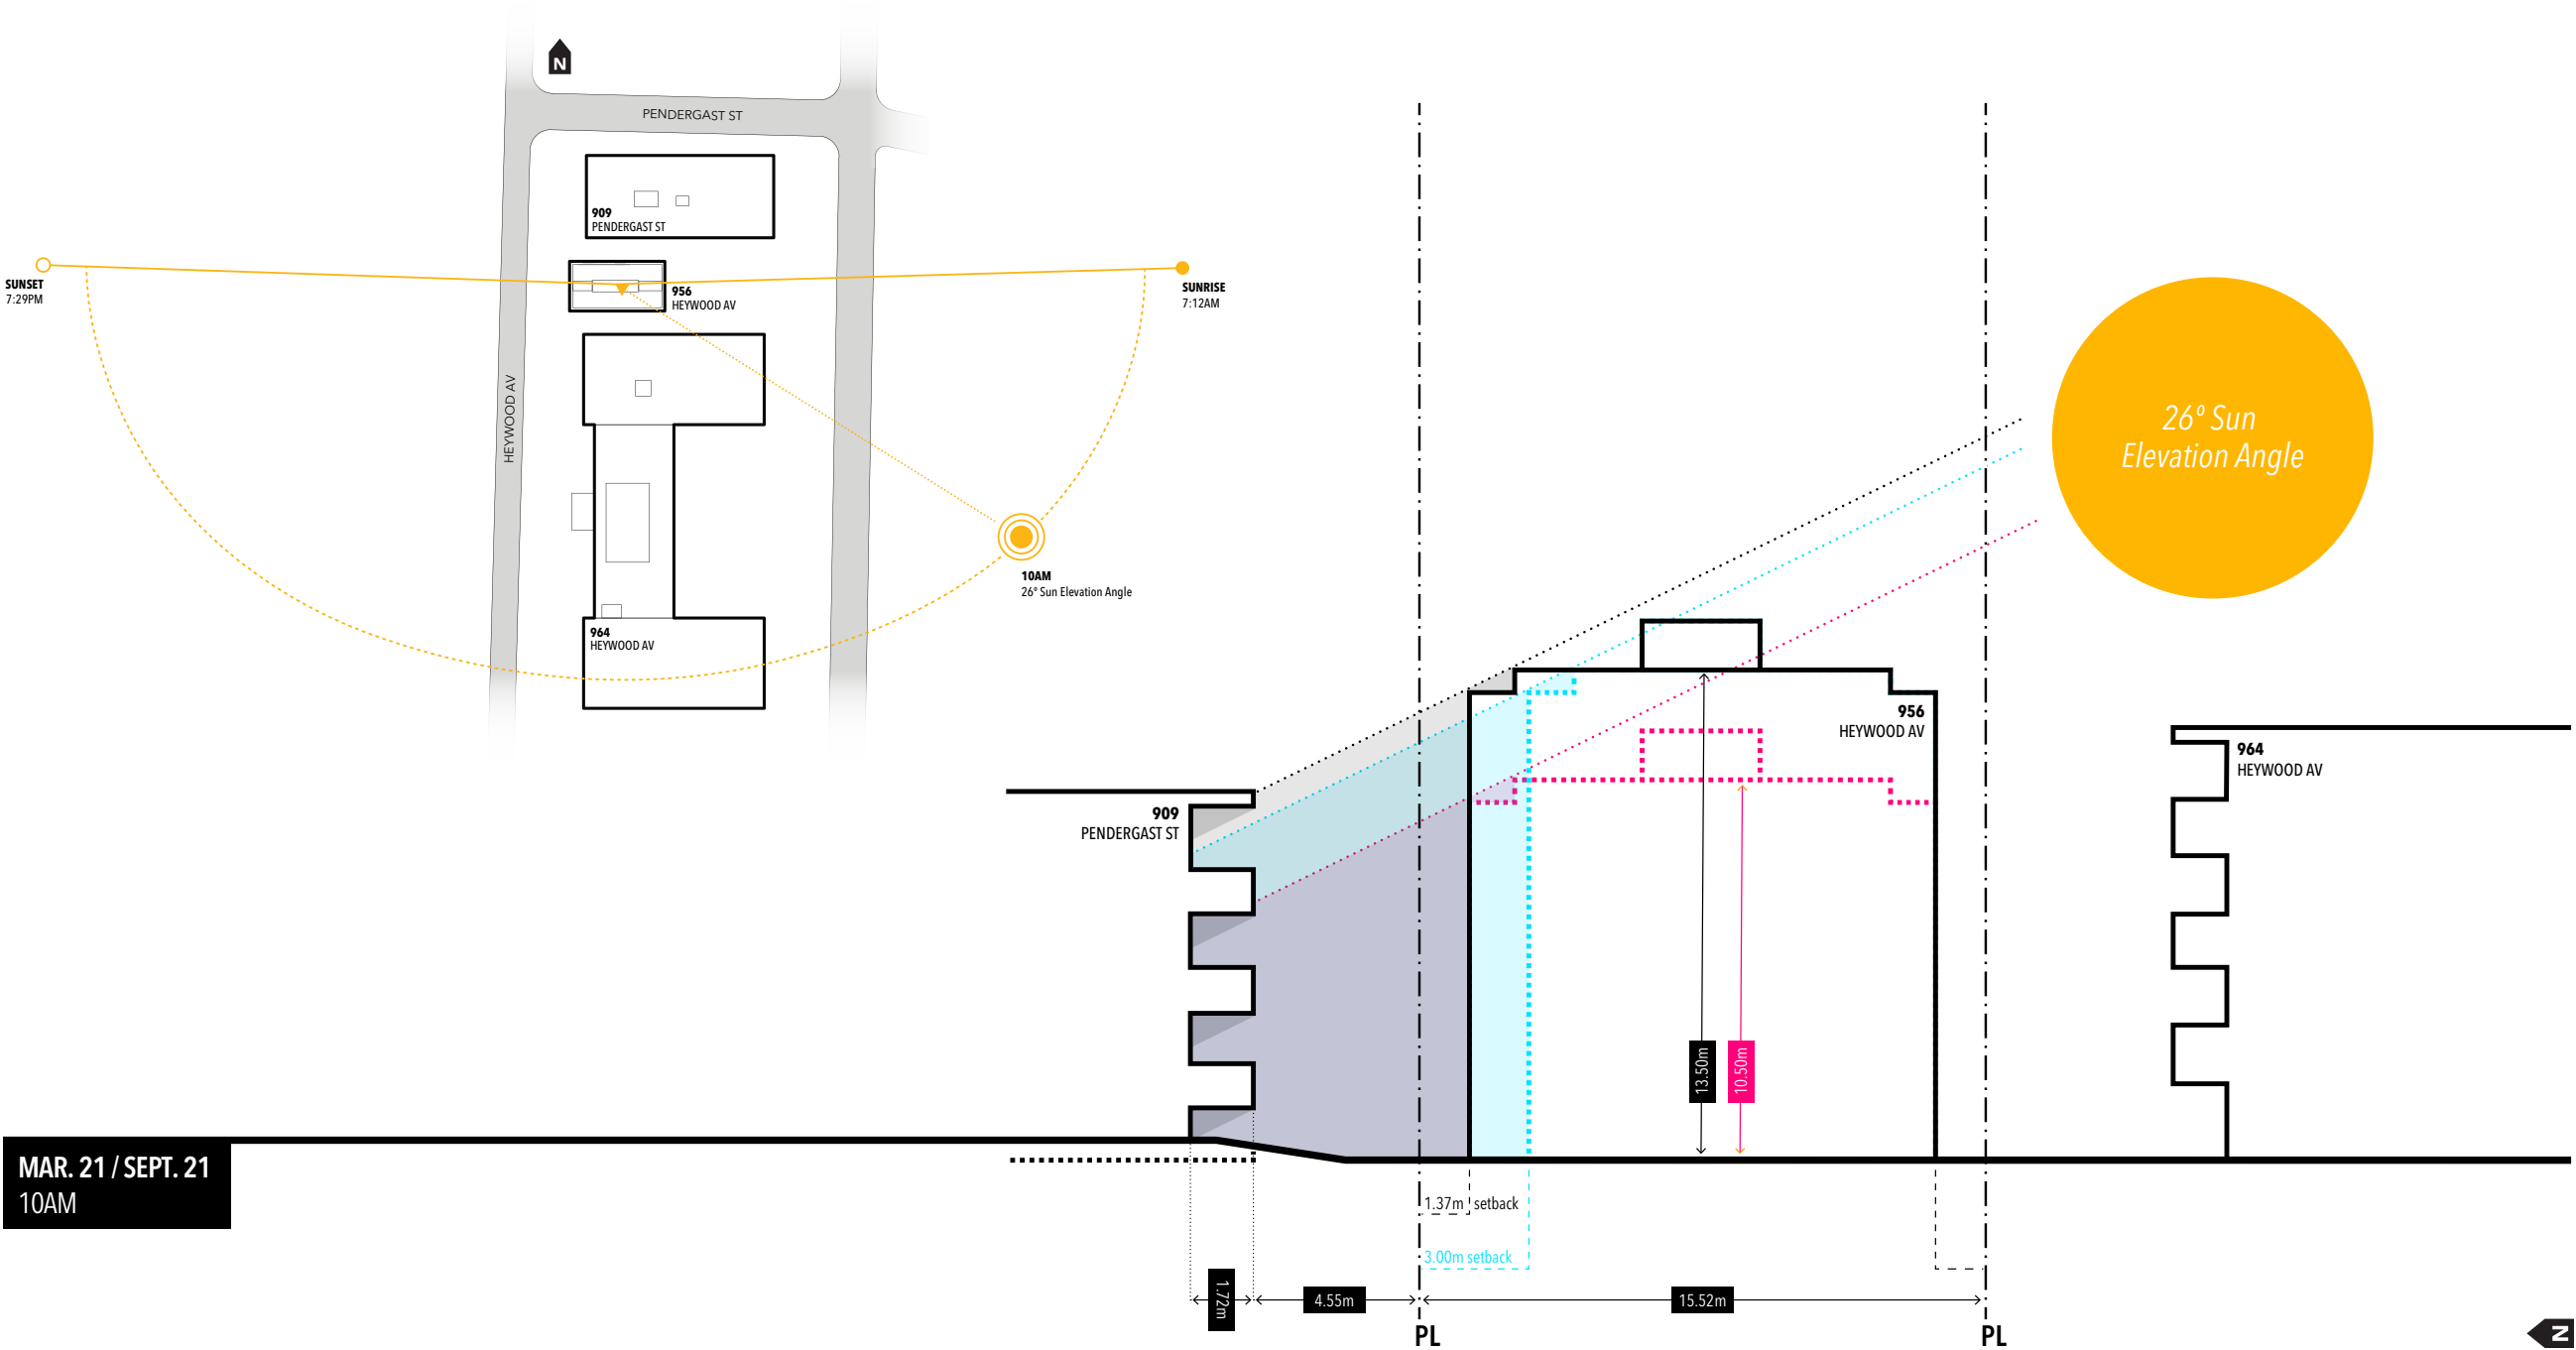 N
PENDERGAST ST
909
PENDERGAST ST
SUNSET
7:29PM
956
HEYWOOD AV
SUNRISE
7:12AM
HEYWOOD AV
10AM
26º Sun Elevation Angle
964
HEYWOOD AV
26º Sun
Elevation Angle
956
HEYWOOD AV
964
HEYWOOD AV
909
PENDERGAST ST
13.50m
10.50m
MAR. 21 / SEPT. 21
10AM
1.37m setback
3.00m setback
1.72m
4.55m
15.52m
PL
PL
N